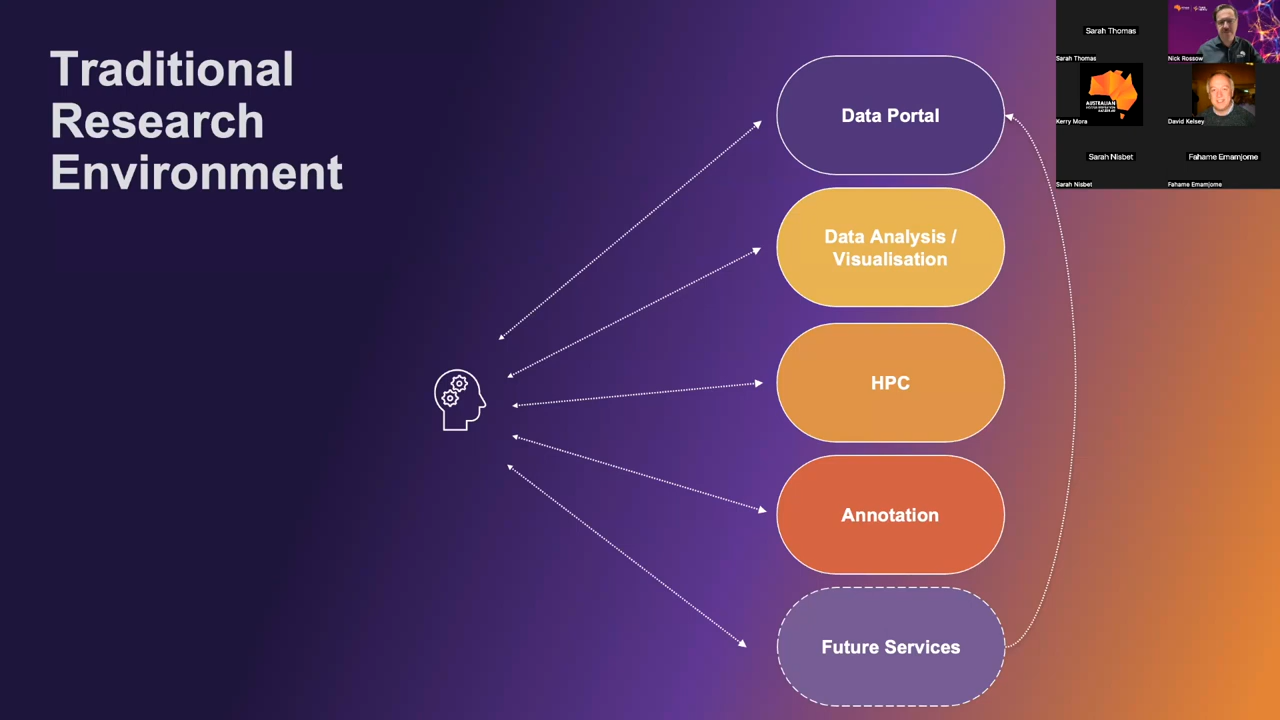 Traditional
Research
Environment
Data Portal
Data Analysis /
Visualisation
HPC
Annotation
Future Services
Sarah Thomas
Sarah Thomas
Nick Rossow
AUSTRALIAN
Kerry Mora
David Kelsey
Sarah Nisbet
Sarah Nisbet
Fahame Emamjome
Fahame Emamjome